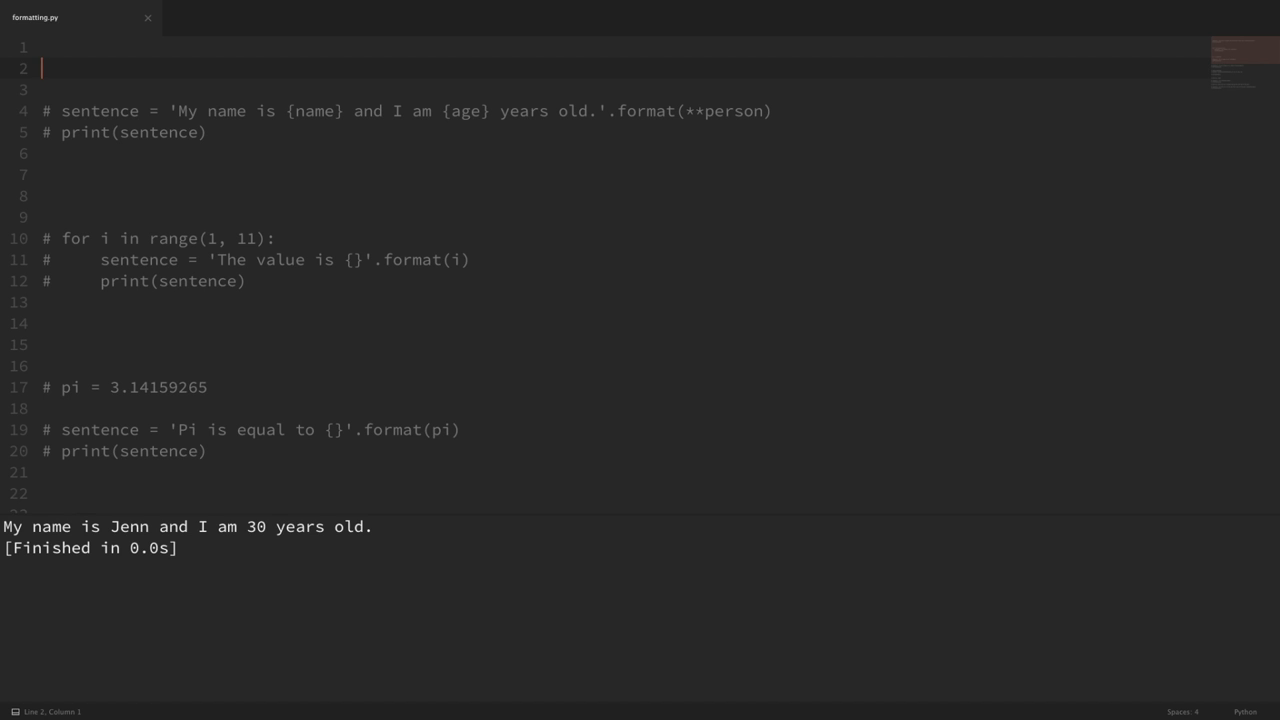 formatting.py
1
2
3
4 # sentence = 'My name is {name} and I am {age} years old.'.format(**person)
5 # print(sentence)
6
7
8
9
10 # for i in range(1, 11):
11 #     sentence = 'The value is {}'.format(i)
12 #     print(sentence)
13
14
15
16
17 # pi = 3.14159265
18
19 # sentence = 'Pi is equal to {}'.format(pi)
20 # print(sentence)
21
22
My name is Jenn and I am 30 years old.
[Finished in 0.0s]
Line 2, Column 1
Spaces: 4
Python